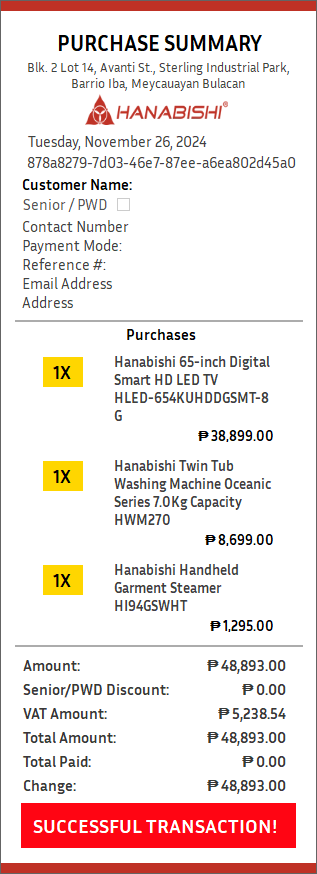 PURCHASE SUMMARY
Blk. 2 Lot 14, Avanti St., Sterling Industrial Park,
Barrio Iba, Meycauayan Bulacan
HANABISHI®
Tuesday, November 26, 2024
878a8279-7d03-46e7-87ee-a6ea802d45a0
Customer Name:
Senior / PWD
Contact Number
Payment Mode:
Reference #:
Email Address
Address
Purchases
1X
Hanabishi 65-inch Digital
Smart HD LED TV
HLED-654KUHDDGSMT-8
G
₱ 38,899.00
1X
Hanabishi Twin Tub
Washing Machine Oceanic
Series 7.0Kg Capacity
HWM270
₱ 8,699.00
1X
Hanabishi Handheld
Garment Steamer
HI94GSWHT
₱ 1,295.00
Amount: ₱ 48,893.00
Senior/PWD Discount: ₱ 0.00
VAT Amount: ₱ 5,238.54
Total Amount: ₱ 48,893.00
Total Paid: ₱ 0.00
Change: ₱ 48,893.00
SUCCESSFUL TRANSACTION!